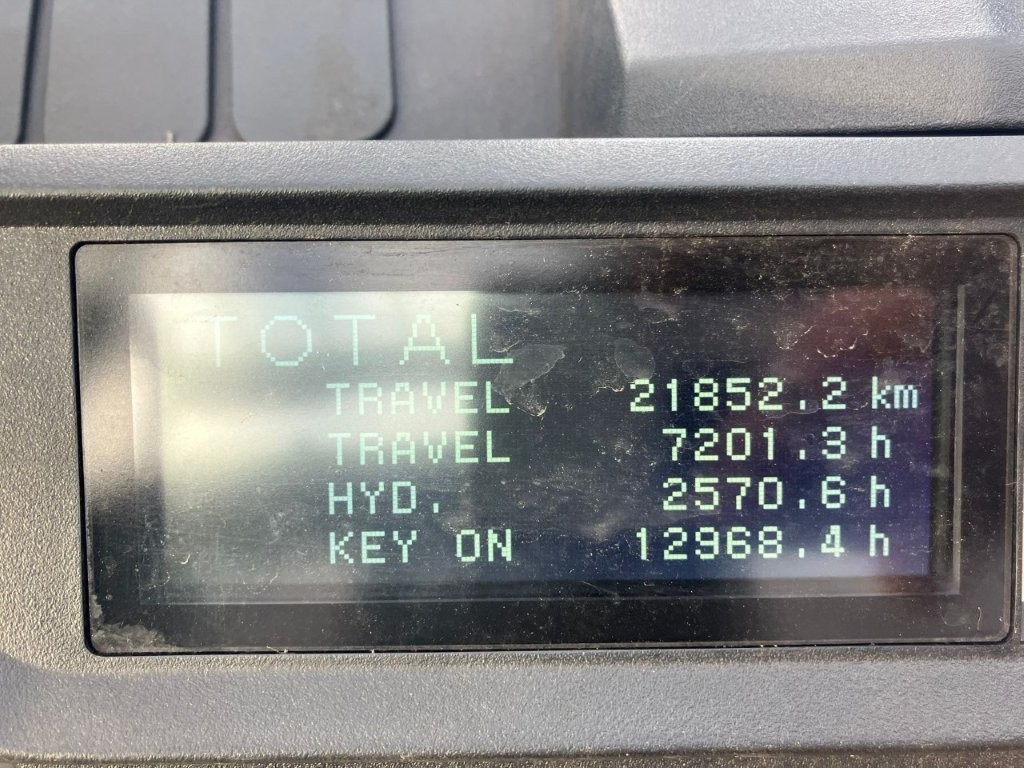 TOTAL
TRAVEL 21852.2 km
TRAVEL 7201.3 h
HYD. 2570.6 h
KEY ON 12968.4 h